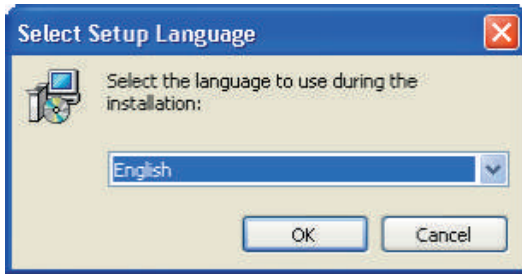 Select Setup Language
Select the language to use during the
installation:
English
OK
Cancel